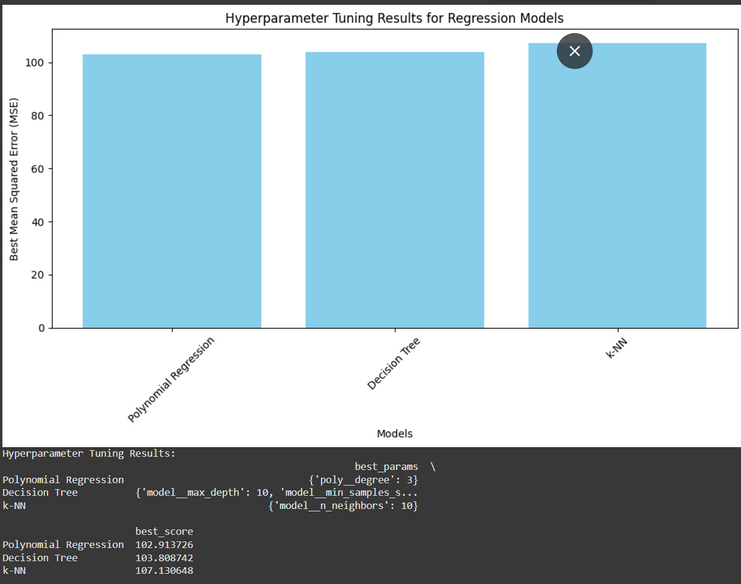 Hyperparameter Tuning Results for Regression Models
Best Mean Squared Error (MSE)
100
80
60
40
20
0
Polynomial Regression
Decision Tree
k-NN
Models
Hyperparameter Tuning Results:
best_params \
Polynomial Regression {'poly__degree': 3}
Decision Tree {'model__max_depth': 10, 'model__min_samples_s...
k-NN {'model__n_neighbors': 10}
best_score
Polynomial Regression 102.913726
Decision Tree 103.808742
k-NN 107.130648